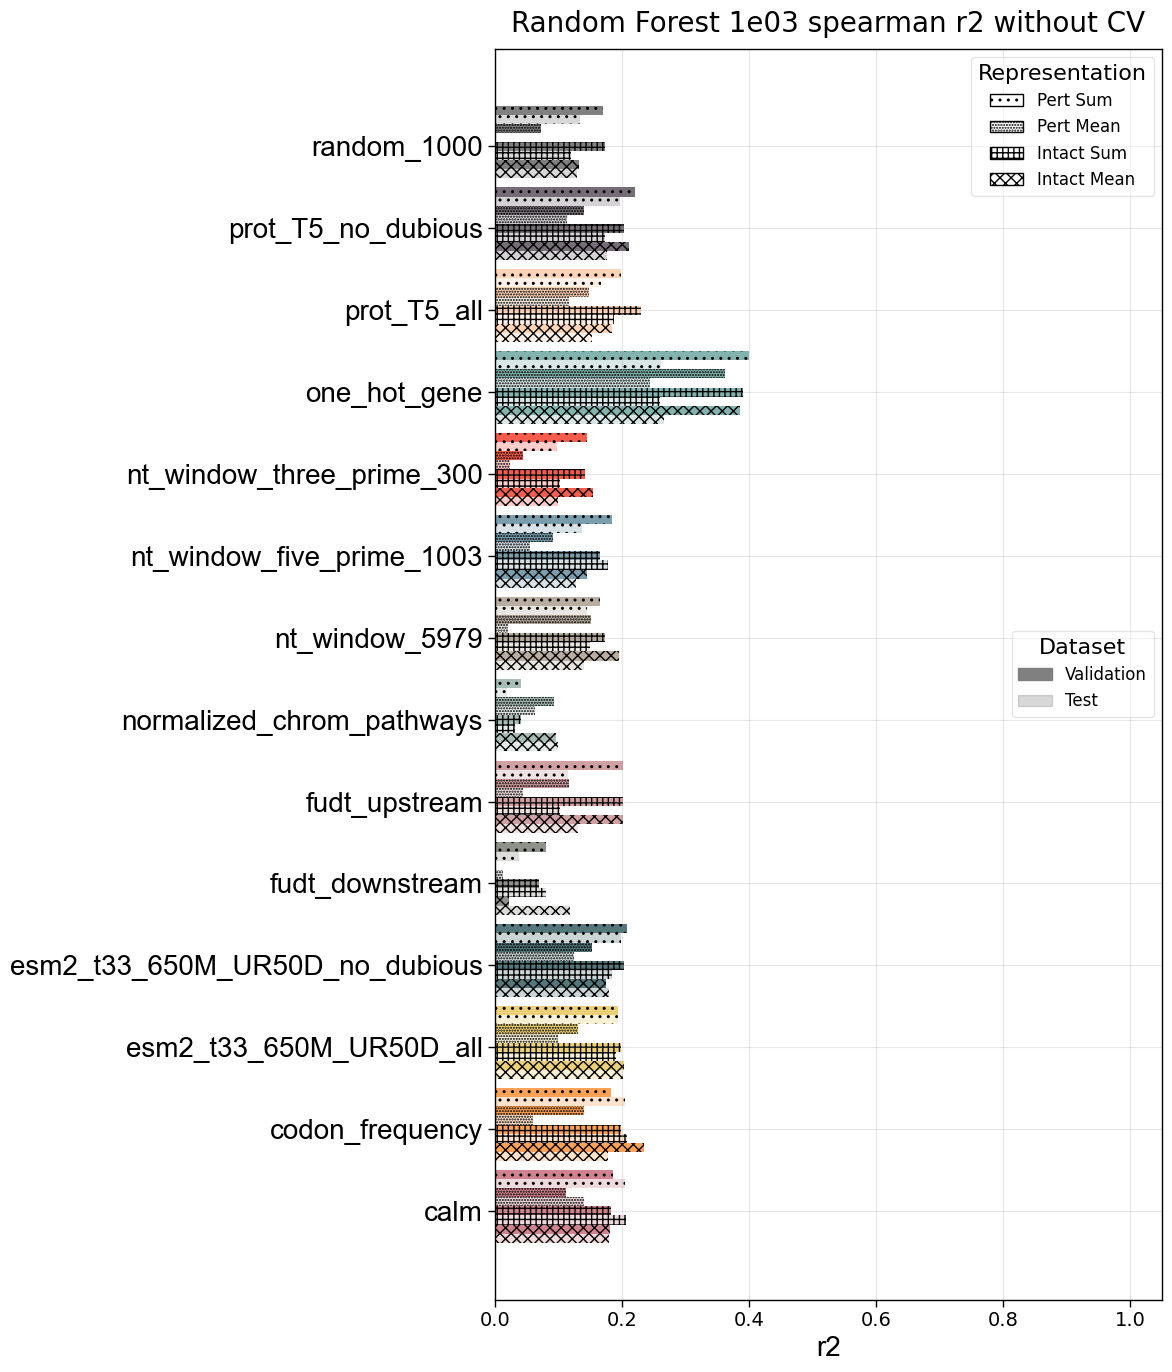 Random Forest 1e03 spearman r2 without CV
Representation
Pert Sum
Pert Mean
Intact Sum
Intact Mean
random_1000
prot_T5_no_dubious
prot_T5_all
one_hot_gene
nt_window_three_prime_300
nt_window_five_prime_1003
nt_window_5979
Dataset
Validation
Test
normalized_chrom_pathways
fudt_upstream
fudt_downstream
esm2_t33_650M_UR50D_no_dubious
esm2_t33_650M_UR50D_all
codon_frequency
calm
0.0 0.2 0.4 0.6 0.8 1.0
r2